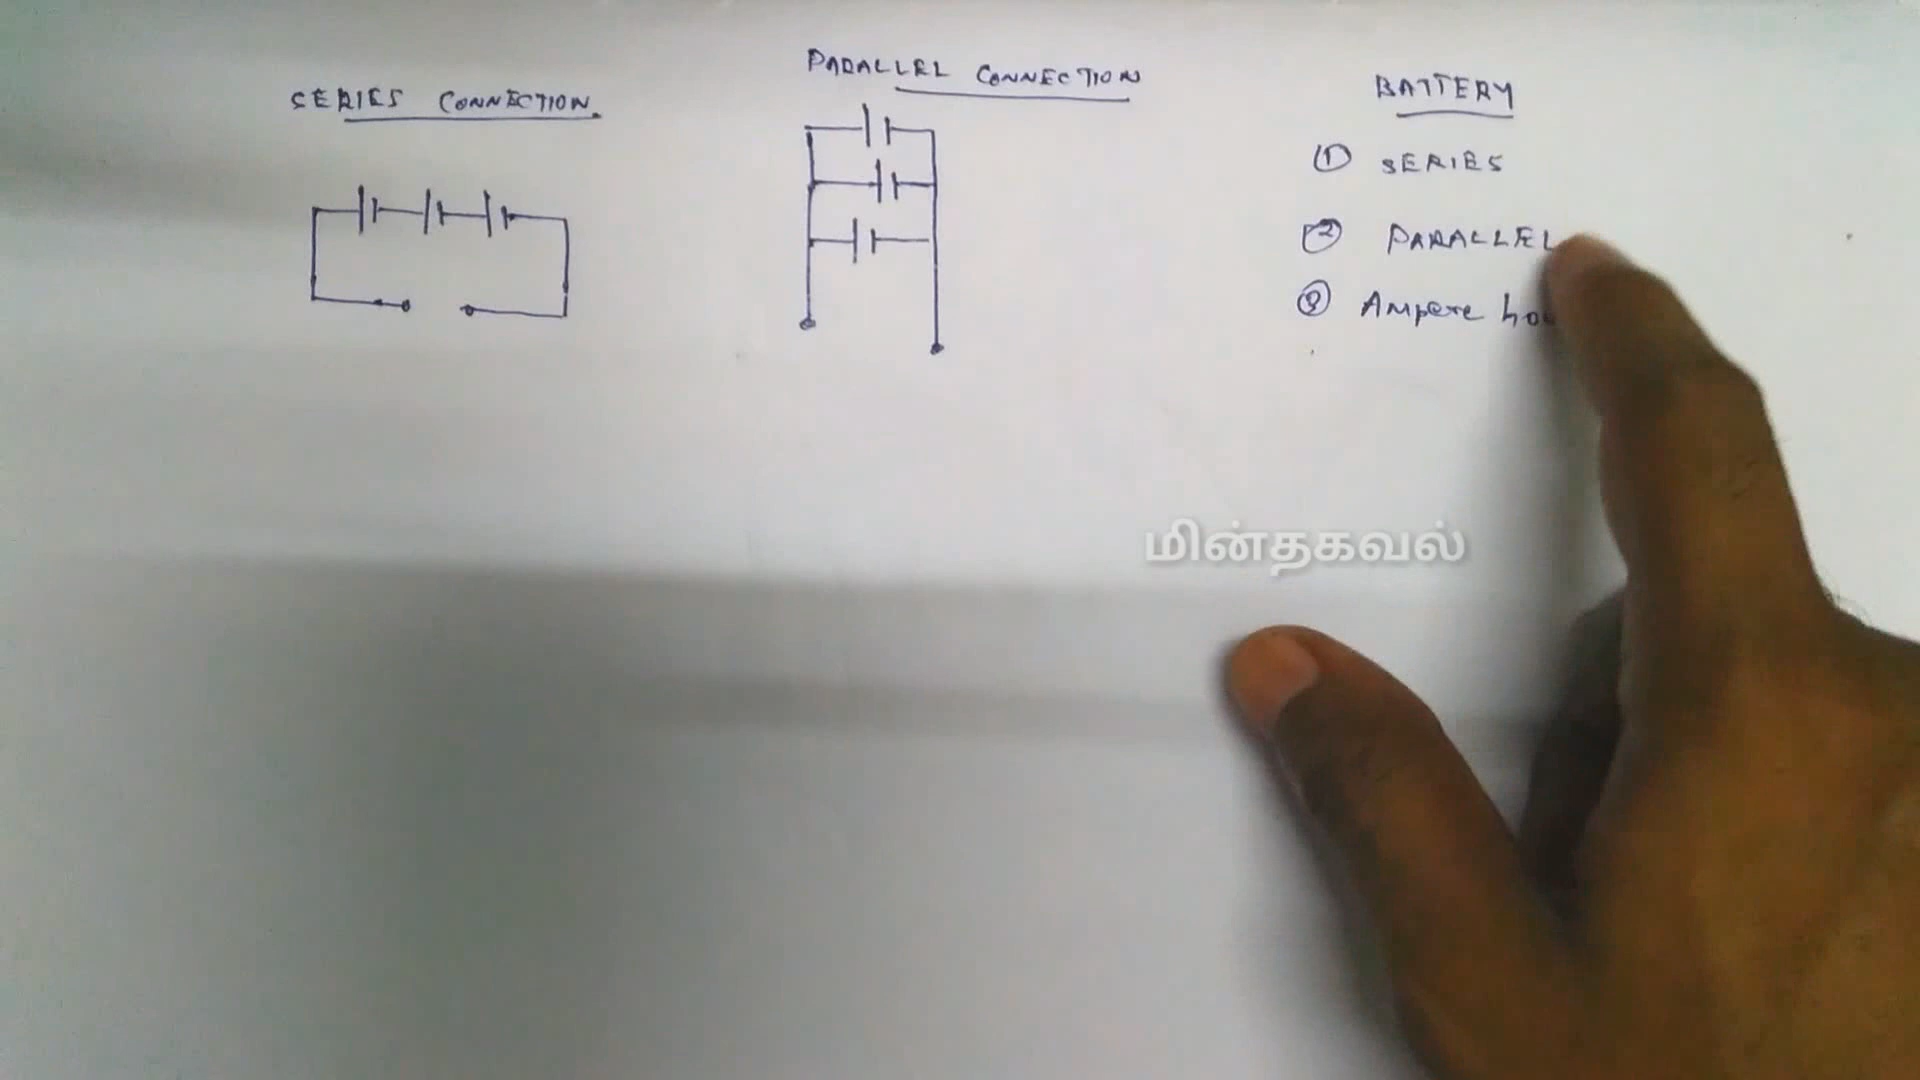 SERIES CONNECTION
PARALLEL CONNECTION
BATTERY
① SERIES
② PARALLEL
③ Ampere
மின்தகவல்